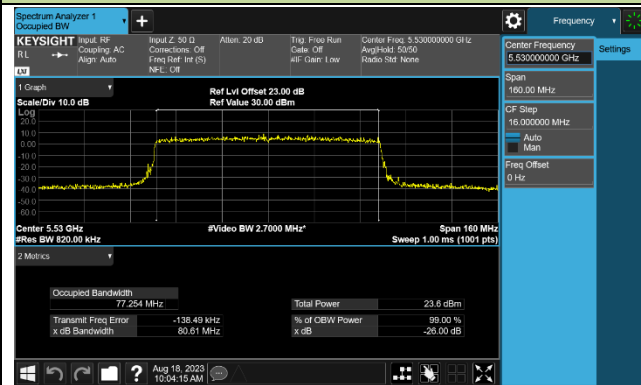 Spectrum Analyzer 1
Occupied BW
Frequency
KEYSIGHT
RL
LXI
Input: RF
Coupling: AC
Align: Auto
Input Z: 50 Ω
Corrections: Off
Freq Ref: Int (S)
NFE: Off
Atten: 20 dB
Trig: Free Run
Gate: Off
#IF Gain: Low
Center Freq: 5.530000000 GHz
Avg|Hold: 50/50
Radio Std: None
Center Frequency
5.530000000 GHz
Settings
Span
160.00 MHz
CF Step
16.000000 MHz
Auto
Man
Freq Offset
0 Hz
1 Graph
Scale/Div 10.0 dB
Ref Lvl Offset 23.00 dB
Ref Value 30.00 dBm
Log
20.0
10.0
0.00
-10.0
-20.0
-30.0
-40.0
-50.0
-60.0
Center 5.53 GHz
#Res BW 820.00 kHz
#Video BW 2.7000 MHz*
Span 160 MHz
Sweep 1.00 ms (1001 pts)
2 Metrics
Occupied Bandwidth
77.254 MHz
Total Power 23.6 dBm
Transmit Freq Error -138.49 kHz
% of OBW Power 99.00 %
x dB Bandwidth 80.61 MHz
x dB -26.00 dB
?
Aug 18, 2023
10:04:15 AM